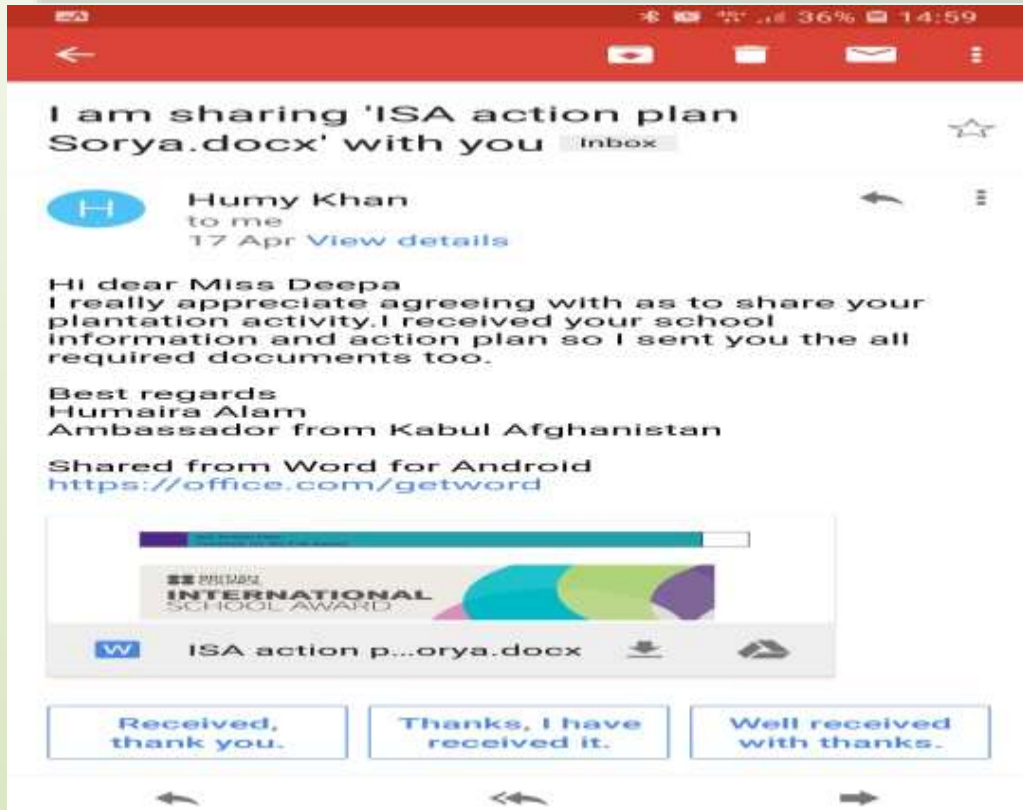 36% 14:59
I am sharing 'ISA action plan
Sorya.docx' with you Inbox
H
Humy Khan
to me
17 Apr View details
Hi dear Miss Deepa
I really appreciate agreeing with as to share your
plantation activity.I received your school
information and action plan so I sent you the all
required documents too.
Best regards
Humaira Alam
Ambassador from Kabul Afghanistan
Shared from Word for Android
https://office.com/getword
INTERNATIONAL
SCHOOL AWARD
W ISA action p...orya.docx
Received,
thank you.
Thanks, I have
received it.
Well received
with thanks.